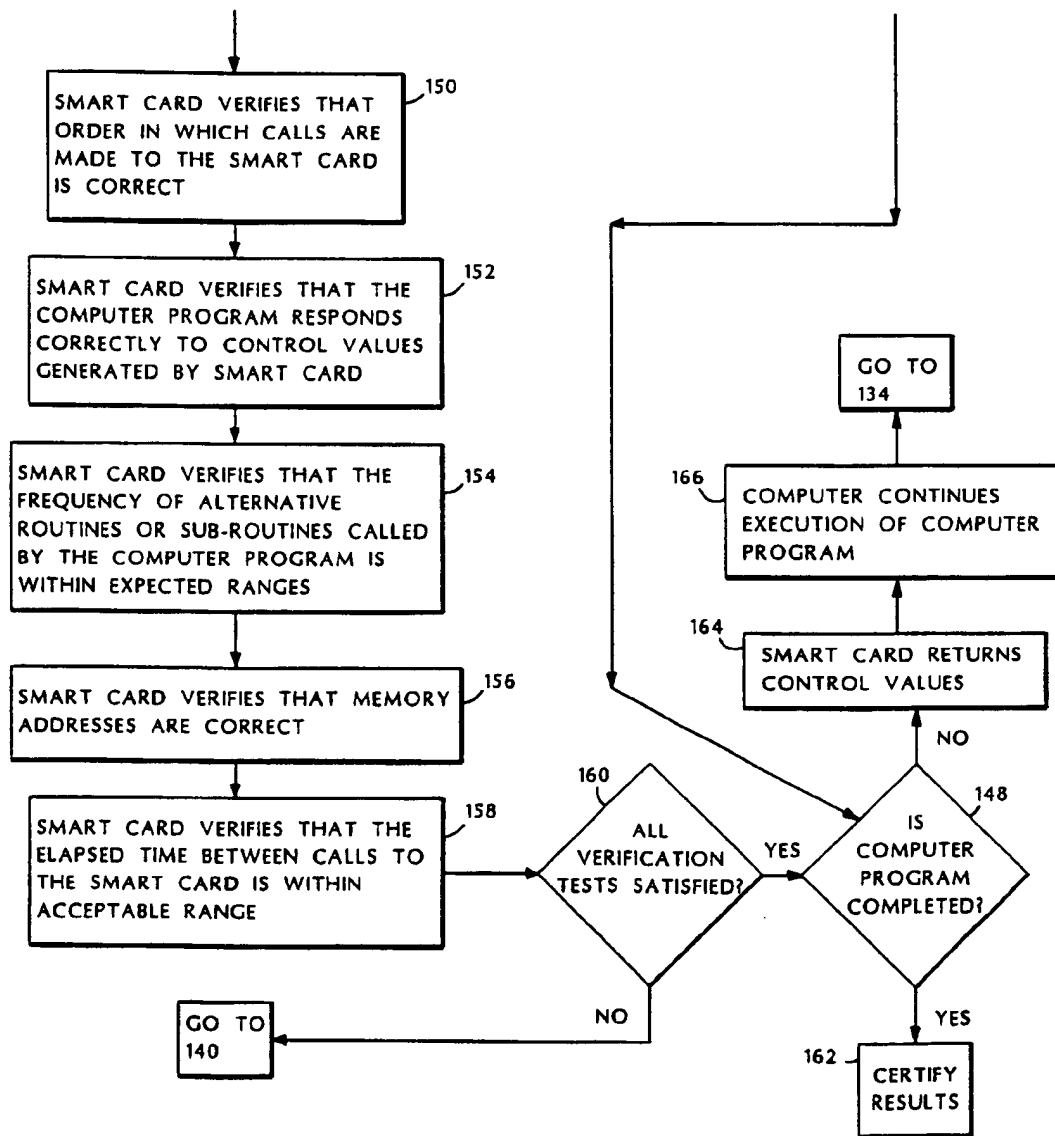 150
SMART CARD VERIFIES THAT
ORDER IN WHICH CALLS ARE
MADE TO THE SMART CARD
IS CORRECT
152
SMART CARD VERIFIES THAT THE
COMPUTER PROGRAM RESPONDS
CORRECTLY TO CONTROL VALUES
GENERATED BY SMART CARD
154
SMART CARD VERIFIES THAT THE
FREQUENCY OF ALTERNATIVE
ROUTINES OR SUB-ROUTINES CALLED
BY THE COMPUTER PROGRAM IS
WITHIN EXPECTED RANGES
156
SMART CARD VERIFIES THAT MEMORY
ADDRESSES ARE CORRECT
158
SMART CARD VERIFIES THAT THE
ELAPSED TIME BETWEEN CALLS TO
THE SMART CARD IS WITHIN
ACCEPTABLE RANGE
160
ALL
VERIFICATION
TESTS SATISFIED?
NO
GO TO
140
YES
148
IS
COMPUTER
PROGRAM
COMPLETED?
NO
164
SMART CARD RETURNS
CONTROL VALUES
166
COMPUTER CONTINUES
EXECUTION OF COMPUTER
PROGRAM
GO TO
134
YES
162
CERTIFY
RESULTS